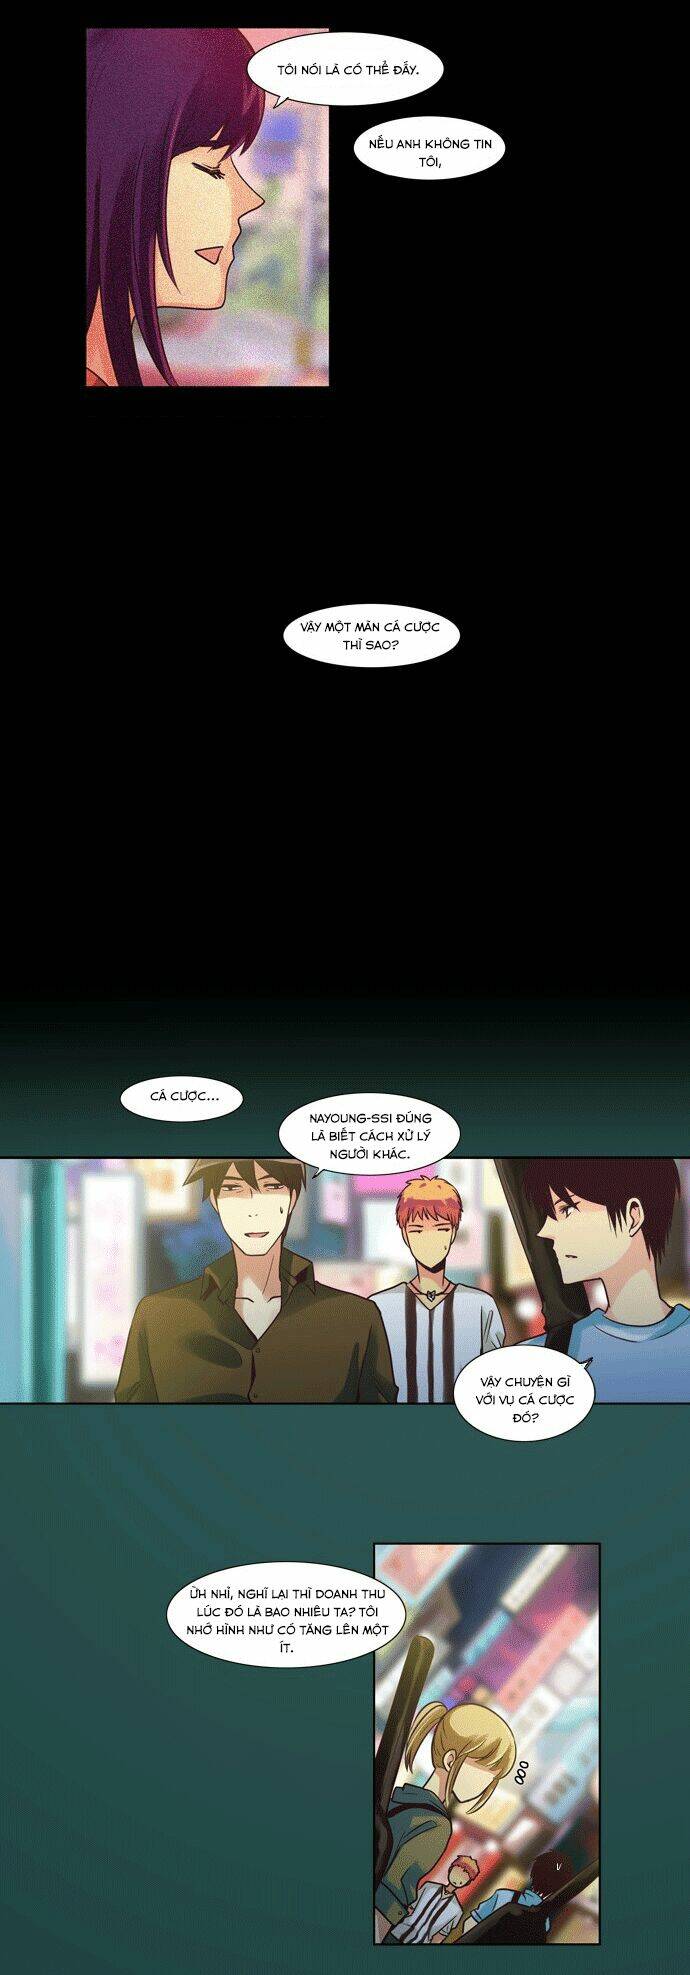 TÔI NÓI LÀ CÓ THỂ ĐẤY.
NẾU ANH KHÔNG TIN
TÔI,
VẬY MỘT MÀN CÁ CƯỢC
THÌ SAO?
CÁ CƯỢC...
NAYOUNG-SSI ĐÚNG
LÀ BIẾT CÁCH XỬ LÝ
NGƯỜI KHÁC.
VẬY CHUYỆN GÌ
VỚI VỤ CÁ CƯỢC
ĐÓ?
ỪH NHỈ, NGHĨ LẠI THÌ DOANH THU
LÚC ĐÓ LÀ BAO NHIÊU TA? TÔI
NHỚ HÌNH NHƯ CÓ TĂNG LÊN MỘT
ÍT.